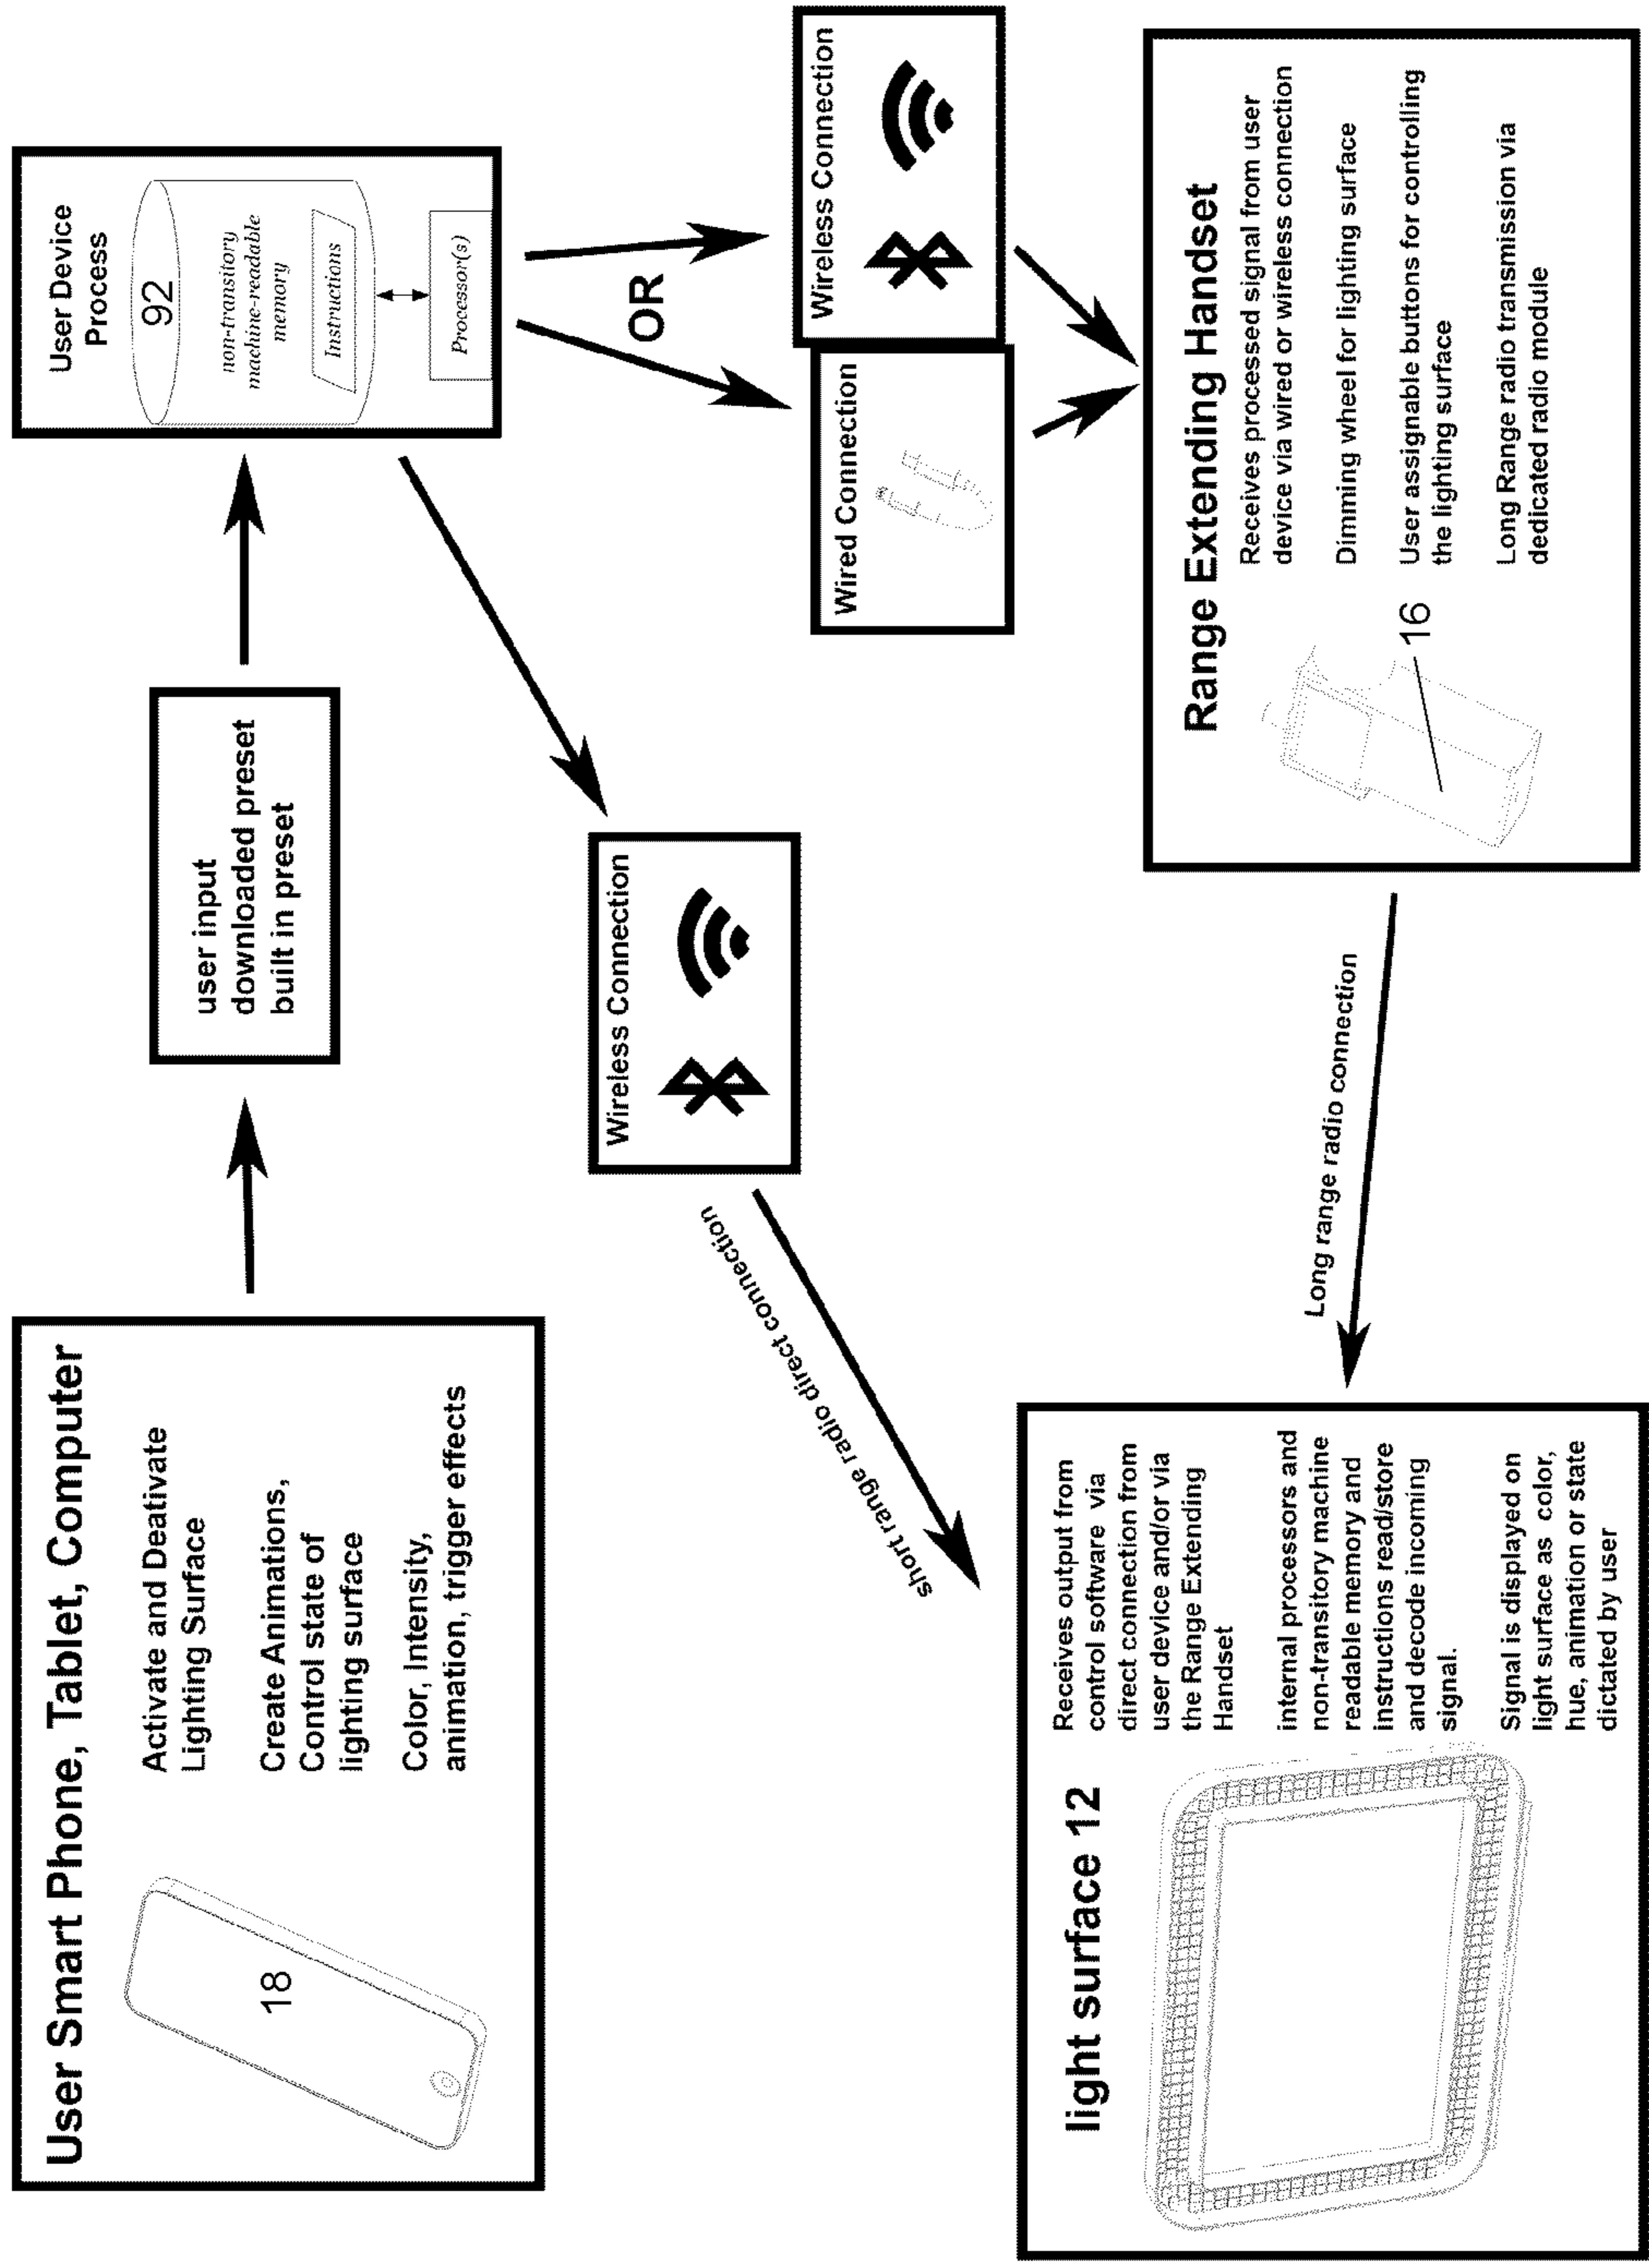 User Smart Phone, Tablet, Computer
18
Activate and Deativate
Lighting Surface
Create Animations,
Control state of
lighting surface
Color, Intensity,
animation, trigger effects
user input
downloaded preset
built in preset
User Device
Process
92
non-transitory
machine-readable
memory
Instructions
Processor(s)
OR
Wireless Connection
short range radio direct connection
Wired Connection
Wireless Connection
Range Extending Handset
16
Receives processed signal from user
device via wired or wireless connection
Dimming wheel for lighting surface
User assignable buttons for controlling
the lighting surface
Long Range radio transmission via
dedicated radio module
Long range radio connection
light surface 12
Receives output from
control software via
direct connection from
user device and/or via
the Range Extending
Handset
internal processors and
non-transitory machine
readable memory and
instructions read/store
and decode incoming
signal.
Signal is displayed on
light surface as color,
hue, animation or state
dictated by user